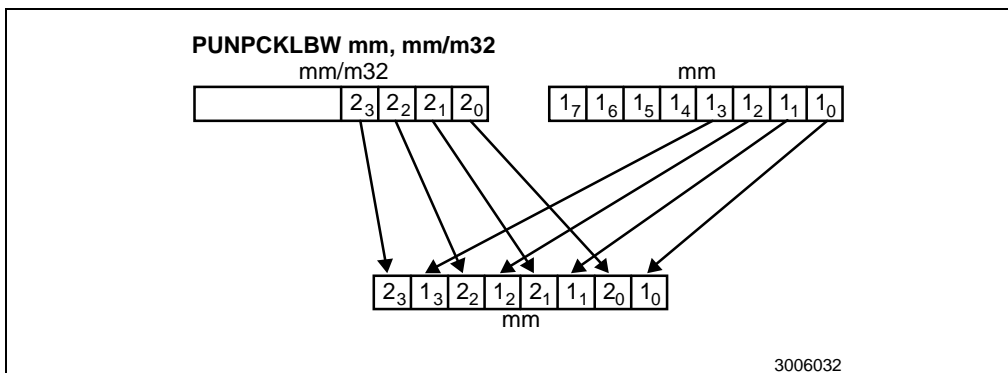 PUNPCKLBW mm, mm/m32
mm/m32 mm
2₃ 2₂ 2₁ 2₀ 1₇ 1₆ 1₅ 1₄ 1₃ 1₂ 1₁ 1₀
2₃ 1₃ 2₂ 1₂ 2₁ 1₁ 2₀ 1₀
mm
3006032